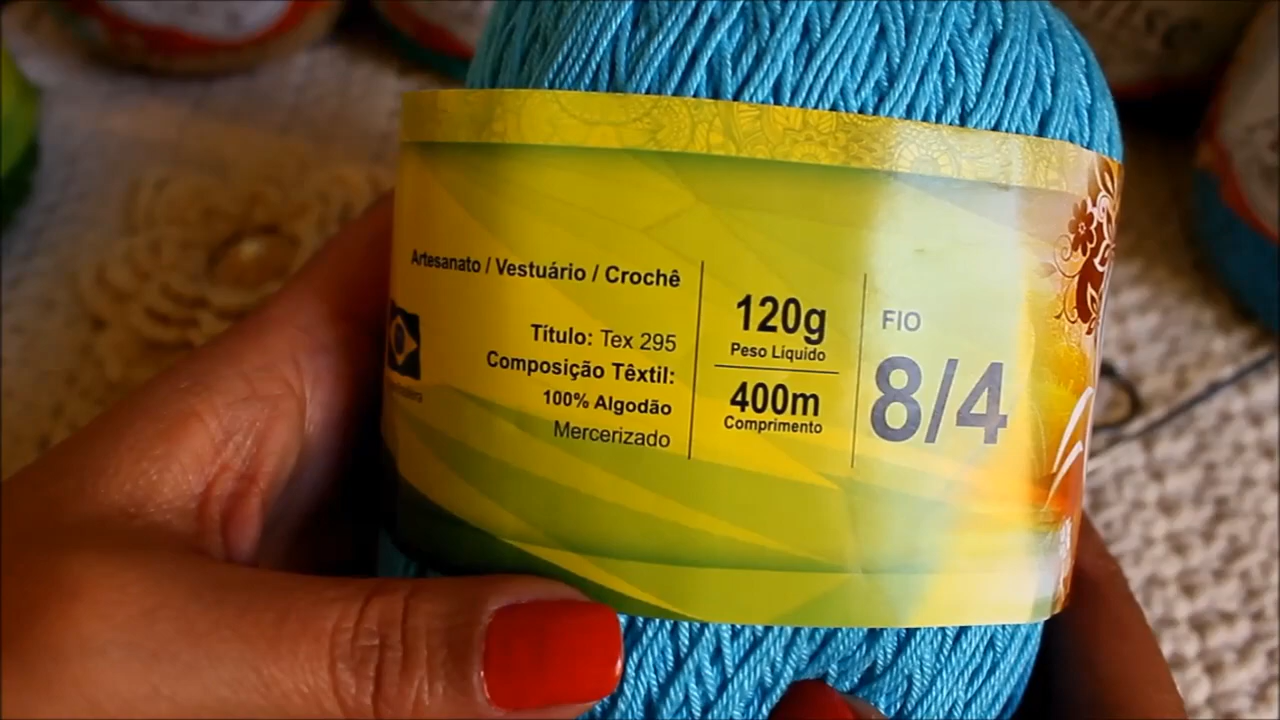 Artesanato / Vestuário / Crochê
Título: Tex 295
Composição Têxtil:
100% Algodão
Mercerizado
120g
Peso Líquido
400m
Comprimento
FIO
8/4